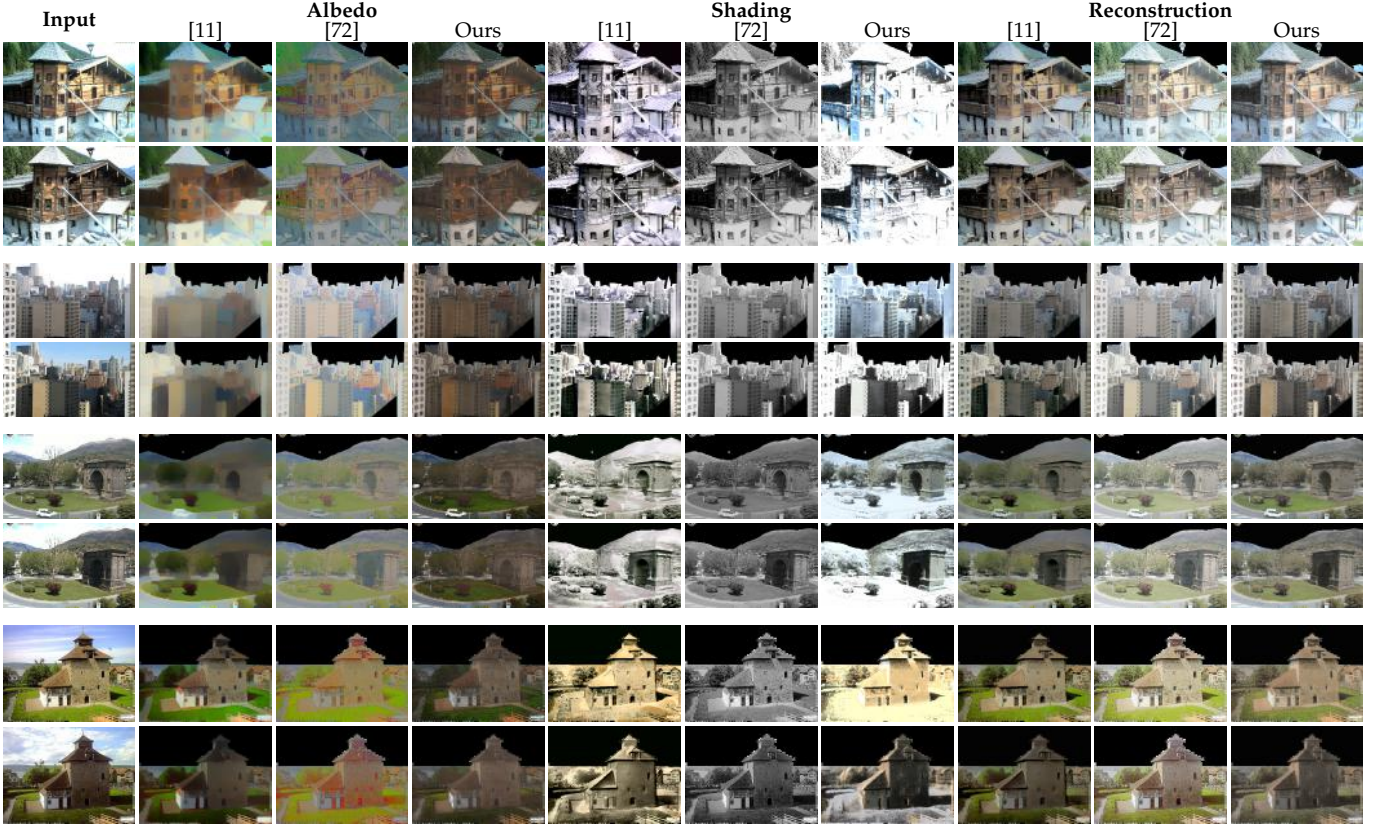 Input Albedo Shading Reconstruction
[11] [72] Ours [11] [72] Ours [11] [72] Ours